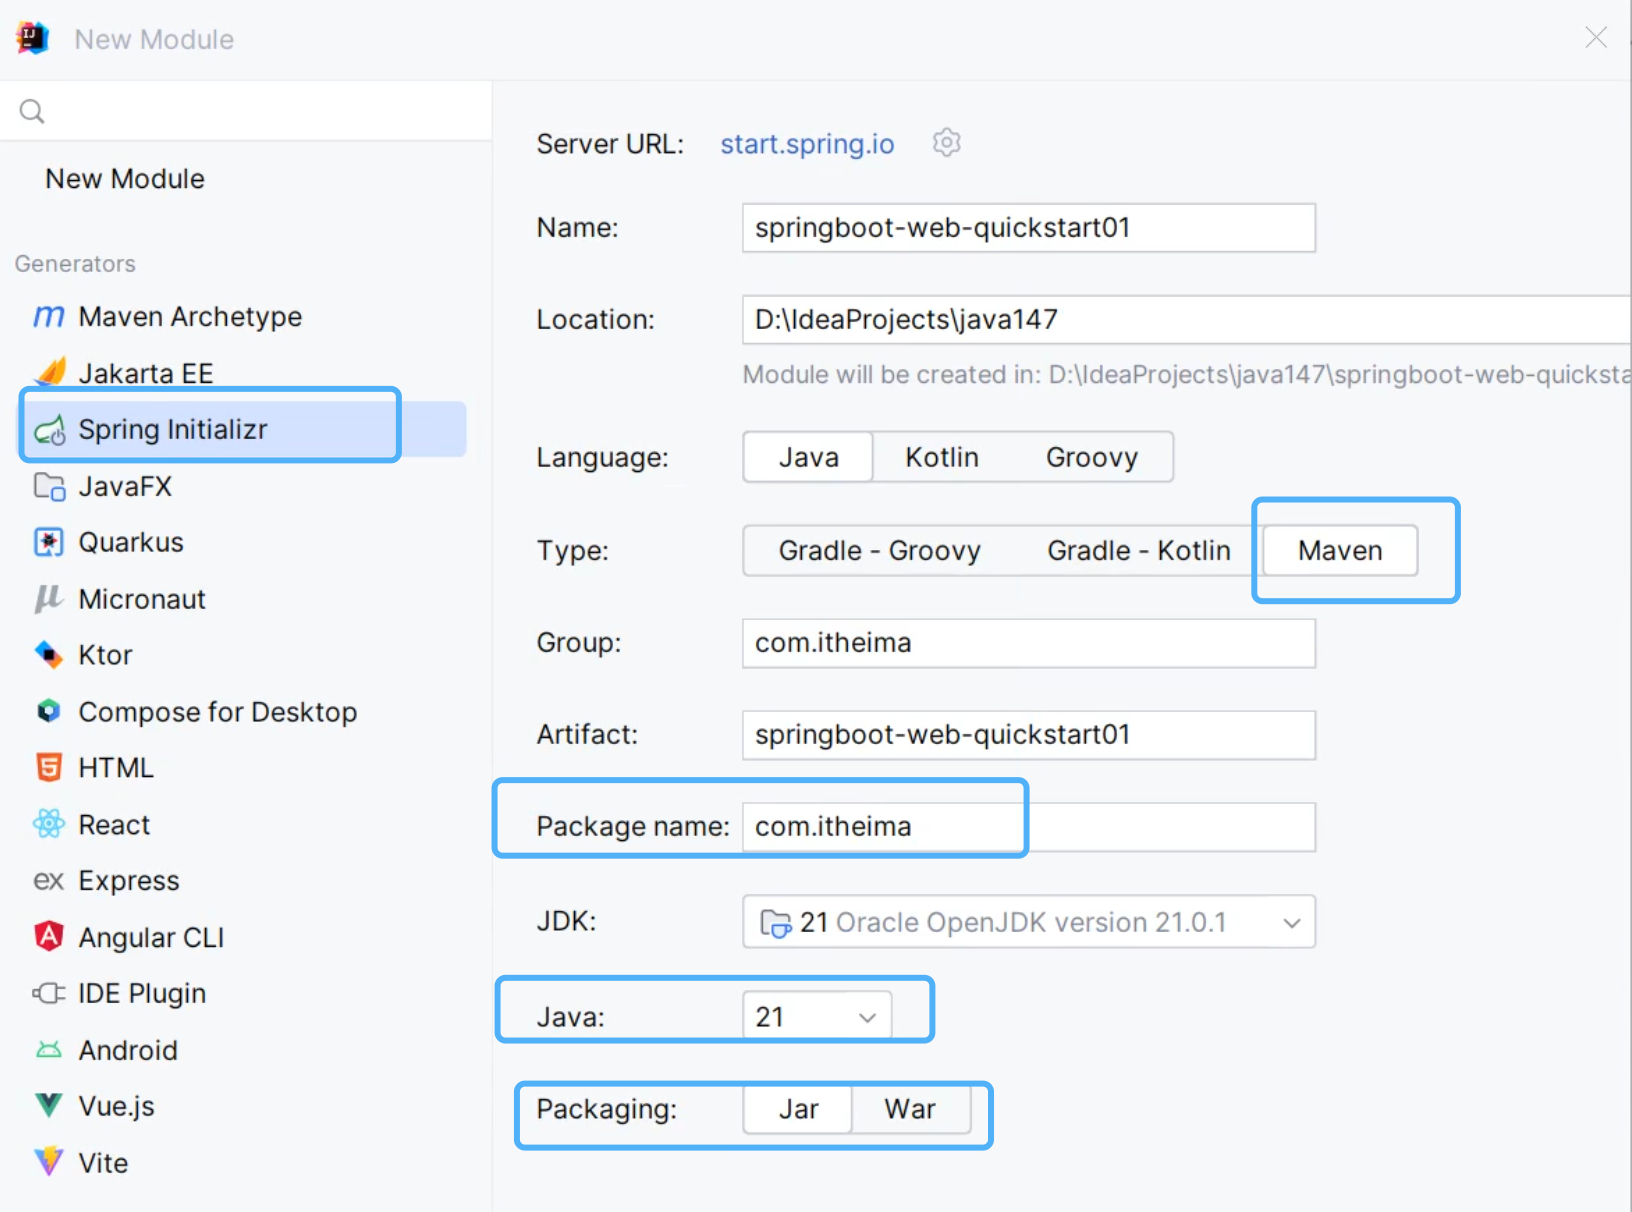 New Module
New Module
Generators
Maven Archetype
Jakarta EE
Spring Initializr
JavaFX
Quarkus
Micronaut
Ktor
Compose for Desktop
HTML
React
Express
Angular CLI
IDE Plugin
Android
Vue.js
Vite
Server URL: start.spring.io
Name: springboot-web-quickstart01
Location: D:\IdeaProjects\java147
Module will be created in: D:\IdeaProjects\java147\springboot-web-quicksta
Language: Java Kotlin Groovy
Type: Gradle - Groovy Gradle - Kotlin Maven
Group: com.itheima
Artifact: springboot-web-quickstart01
Package name: com.itheima
JDK: 21 Oracle OpenJDK version 21.0.1
Java: 21
Packaging: Jar War